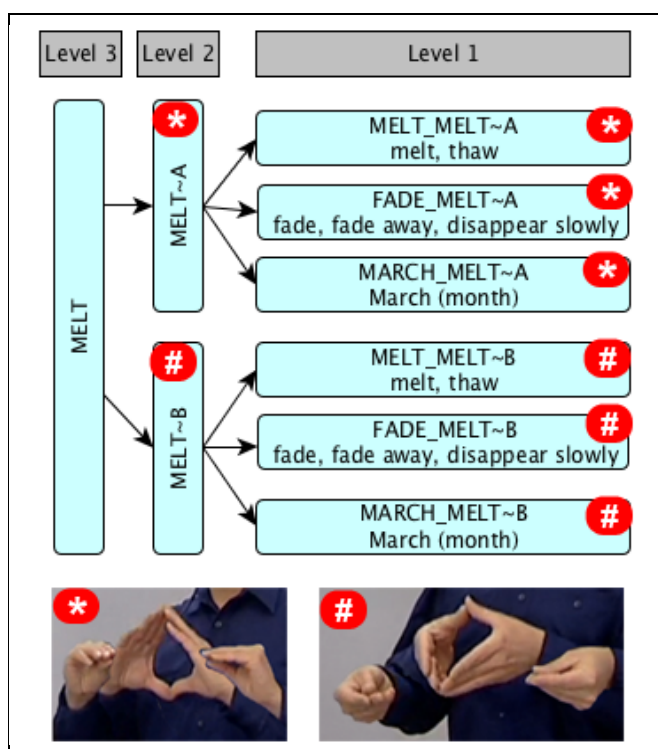 Level 3
Level 2
Level 1
MELT
*
MELT~A
MELT_MELT~A
melt, thaw
*
FADE_MELT~A
fade, fade away, disappear slowly
*
MARCH_MELT~A
March (month)
*
#
MELT~B
MELT_MELT~B
melt, thaw
#
FADE_MELT~B
fade, fade away, disappear slowly
#
MARCH_MELT~B
March (month)
#
*
#